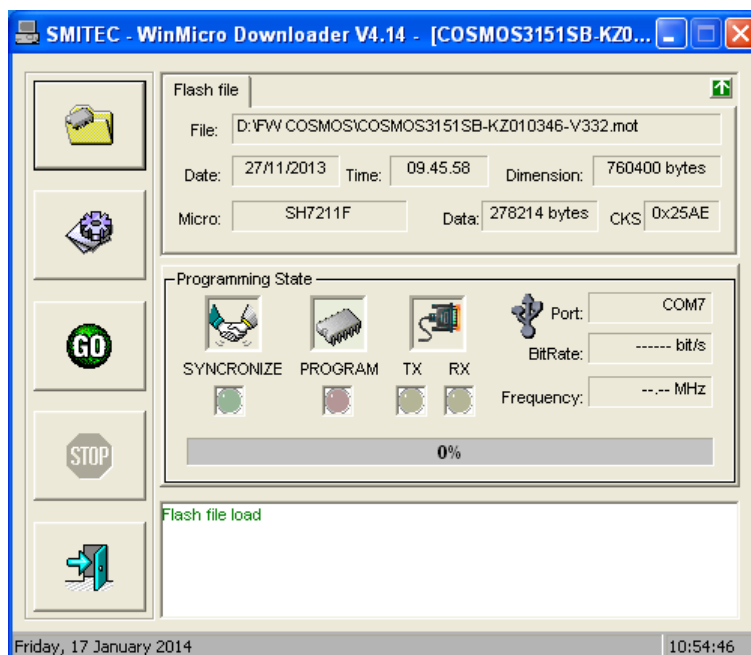 SMITEC - WinMicro Downloader V4.14 - [COSMOS3151SB-KZ0...
Flash file
File: D:\FW COSMOS\COSMOS3151SB-KZ010346-V332.mot
Date: 27/11/2013 Time: 09.45.58 Dimension: 760400 bytes
Micro: SH7211F Data: 278214 bytes CKS 0x25AE
Programming State
Port: COM7
SYNCRONIZE PROGRAM TX RX
BitRate: ------ bit/s
Frequency: --.-- MHz
0%
GO
STOP
Flash file load
Friday, 17 January 2014 10:54:46